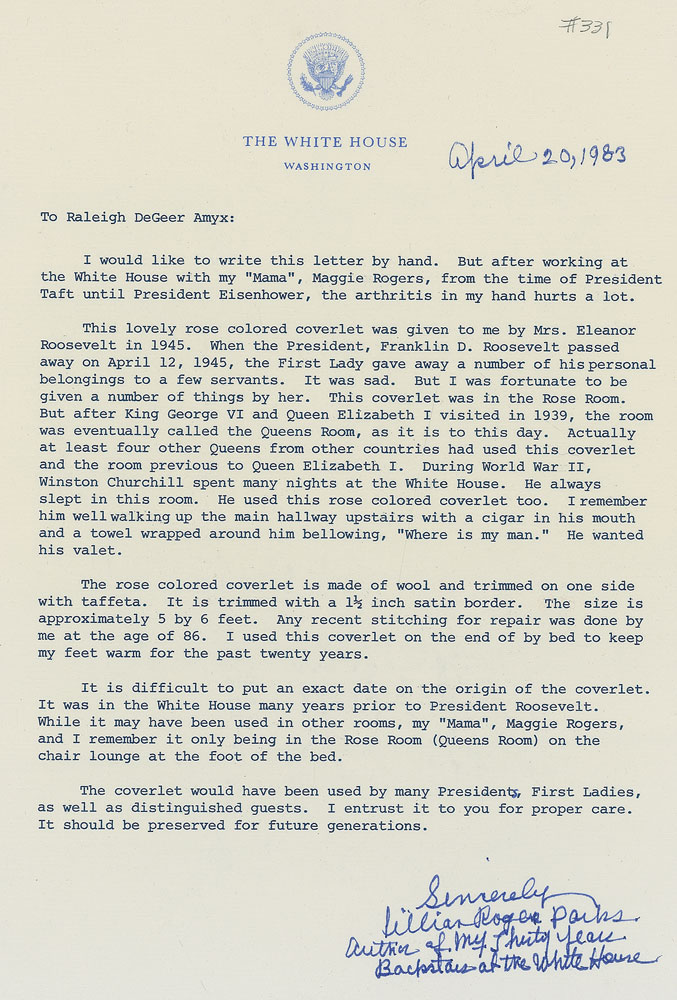 #331
THE WHITE HOUSE
WASHINGTON
April 20, 1983
To Raleigh DeGeer Amyx:
I would like to write this letter by hand. But after working at
the White House with my "Mama", Maggie Rogers, from the time of President
Taft until President Eisenhower, the arthritis in my hand hurts a lot.
This lovely rose colored coverlet was given to me by Mrs. Eleanor
Roosevelt in 1945. When the President, Franklin D. Roosevelt passed
away on April 12, 1945, the First Lady gave away a number of his personal
belongings to a few servants. It was sad. But I was fortunate to be
given a number of things by her. This coverlet was in the Rose Room.
But after King George VI and Queen Elizabeth I visited in 1939, the room
was eventually called the Queens Room, as it is to this day. Actually
at least four other Queens from other countries had used this coverlet
and the room previous to Queen Elizabeth I. During World War II,
Winston Churchill spent many nights at the White House. He always
slept in this room. He used this rose colored coverlet too. I remember
him well walking up the main hallway upstairs with a cigar in his mouth
and a towel wrapped around him bellowing, "Where is my man." He wanted
his valet.
The rose colored coverlet is made of wool and trimmed on one side
with taffeta. It is trimmed with a 1½ inch satin border. The size is
approximately 5 by 6 feet. Any recent stitching for repair was done by
me at the age of 86. I used this coverlet on the end of by bed to keep
my feet warm for the past twenty years.
It is difficult to put an exact date on the origin of the coverlet.
It was in the White House many years prior to President Roosevelt.
While it may have been used in other rooms, my "Mama", Maggie Rogers,
and I remember it only being in the Rose Room (Queens Room) on the
chair lounge at the foot of the bed.
The coverlet would have been used by many Presidents, First Ladies,
as well as distinguished guests. I entrust it to you for proper care.
It should be preserved for future generations.
Sincerely
Lillian Rogers Parks.
Author of My Thirty Years
Backstairs at the White House